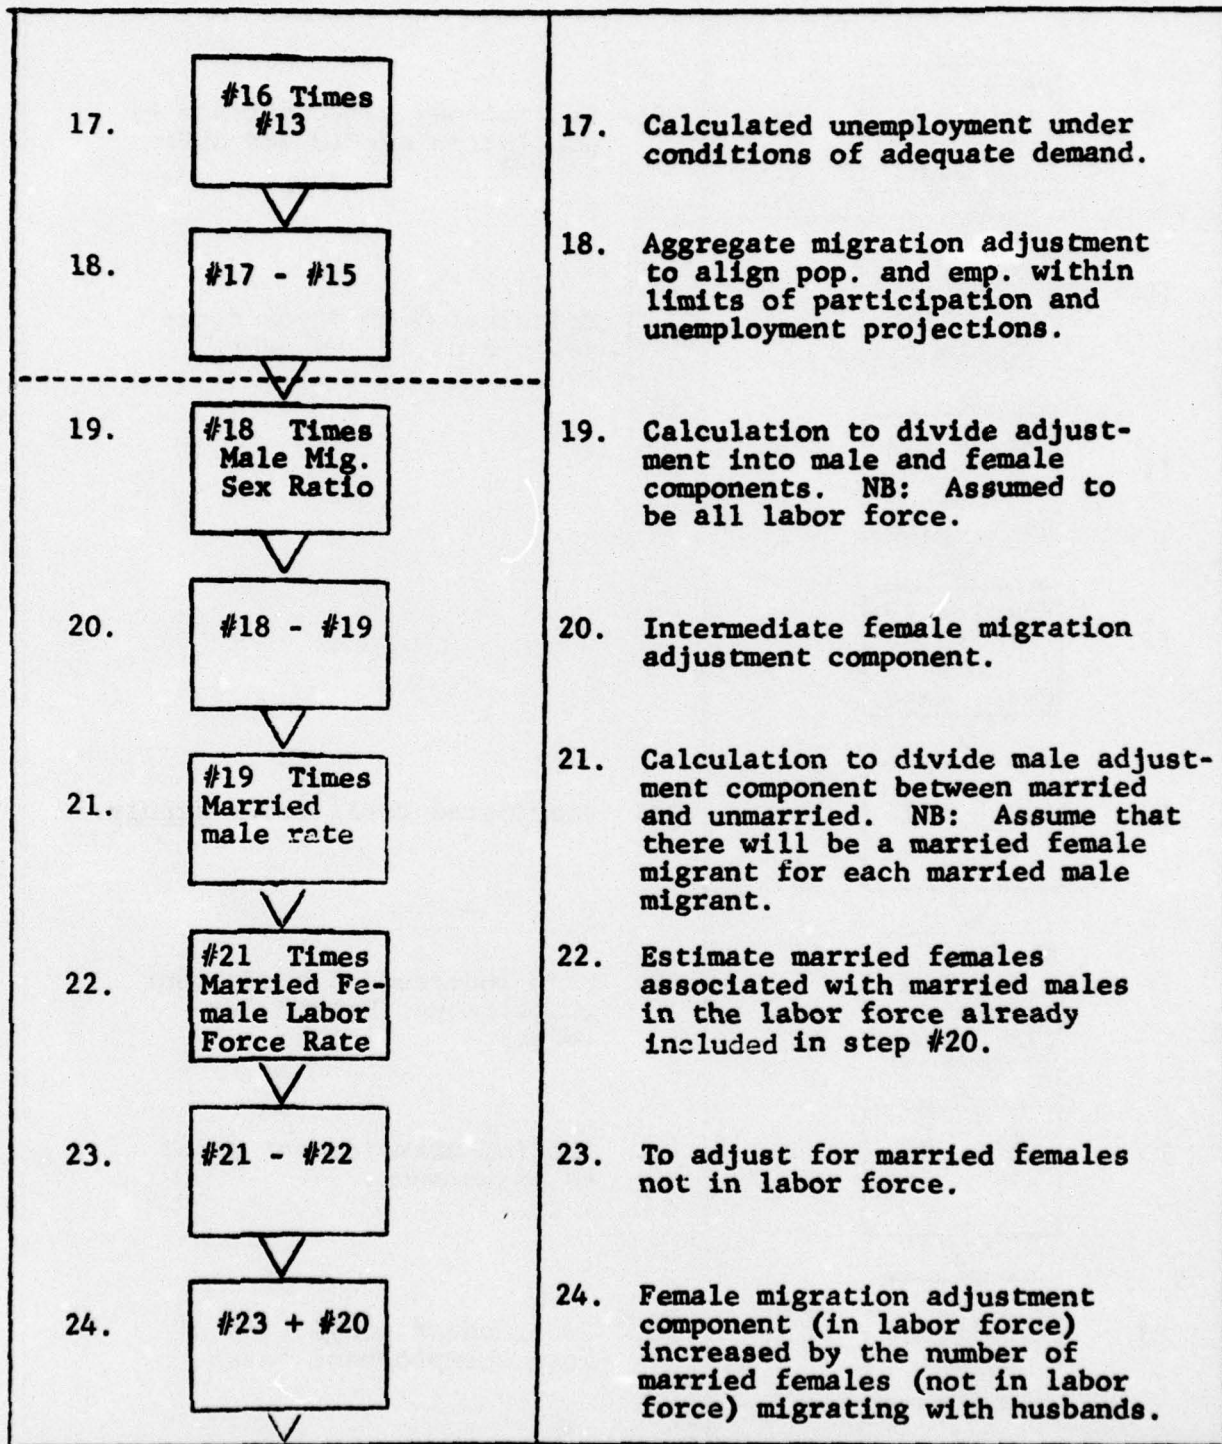 17.
#16 Times
#13
17. Calculated unemployment under
conditions of adequate demand.
18.
#17 - #15
18. Aggregate migration adjustment
to align pop. and emp. within
limits of participation and
unemployment projections.
19.
#18 Times
Male Mig.
Sex Ratio
19. Calculation to divide adjust-
ment into male and female
components. NB: Assumed to
be all labor force.
20.
#18 - #19
20. Intermediate female migration
adjustment component.
21.
#19 Times
Married
male rate
21. Calculation to divide male adjust-
ment component between married
and unmarried. NB: Assume that
there will be a married female
migrant for each married male
migrant.
22.
#21 Times
Married Fe-
male Labor
Force Rate
22. Estimate married females
associated with married males
in the labor force already
included in step #20.
23.
#21 - #22
23. To adjust for married females
not in labor force.
24.
#23 + #20
24. Female migration adjustment
component (in labor force)
increased by the number of
married females (not in labor
force) migrating with husbands.